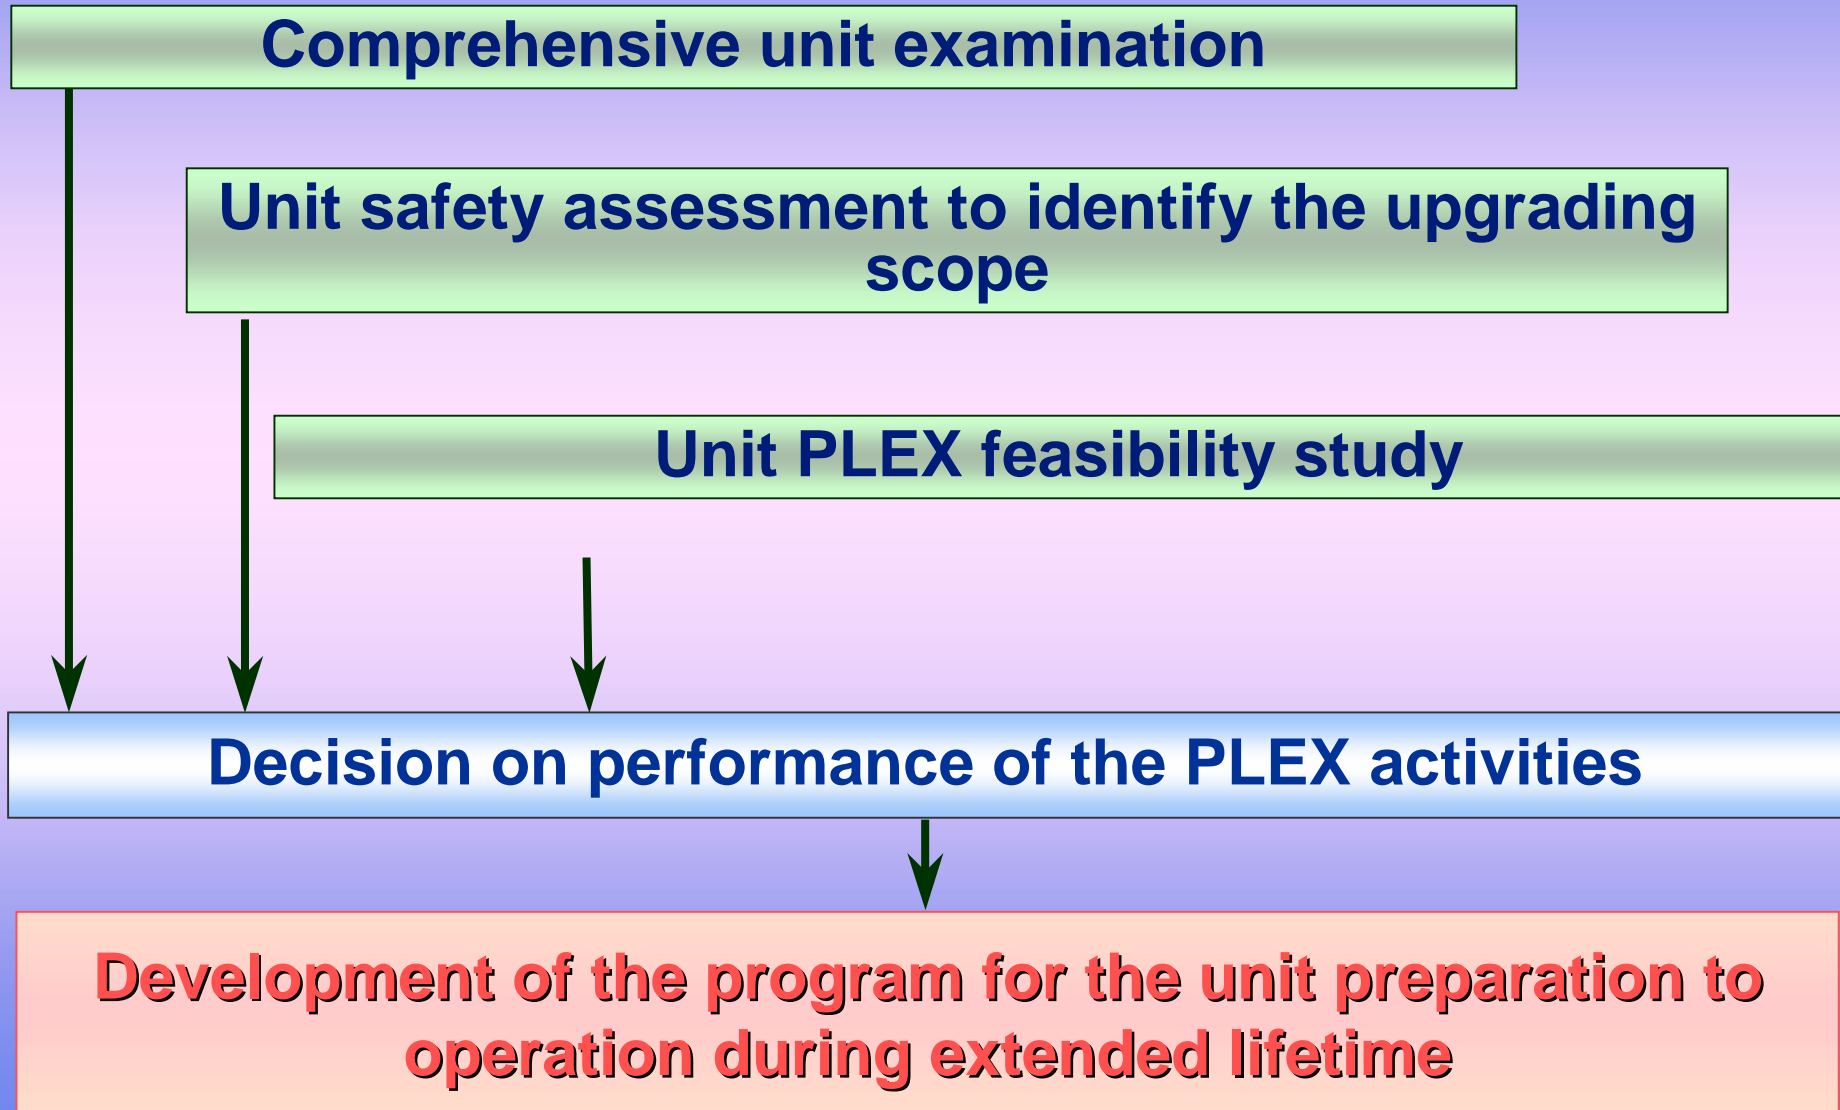 Comprehensive unit examination
Unit safety assessment to identify the upgrading
scope
Unit PLEX feasibility study
Decision on performance of the PLEX activities
Development of the program for the unit preparation to
operation during extended lifetime